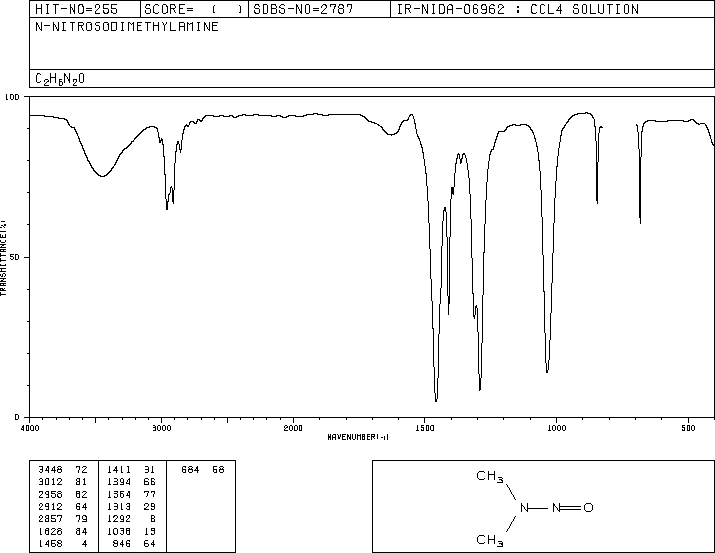 HIT-NO=255 SCORE= ( ) SDBS-NO=2787 IR-NIDA-06962 : CCL4 SOLUTION
N-NITROSODIMETHYLAMINE
C2H6N2O
100
50
0
TRANSMITTANCE(%)
4000 3000 2000 1500 1000 500
WAVENUMBER(-1)
3448 72 1411 31 684 58
3012 81 1394 66
2958 62 1364 77
2912 64 1313 29
2857 79 1292 8
1628 84 1038 13
1458 4 846 64
CH3
N N O
CH3